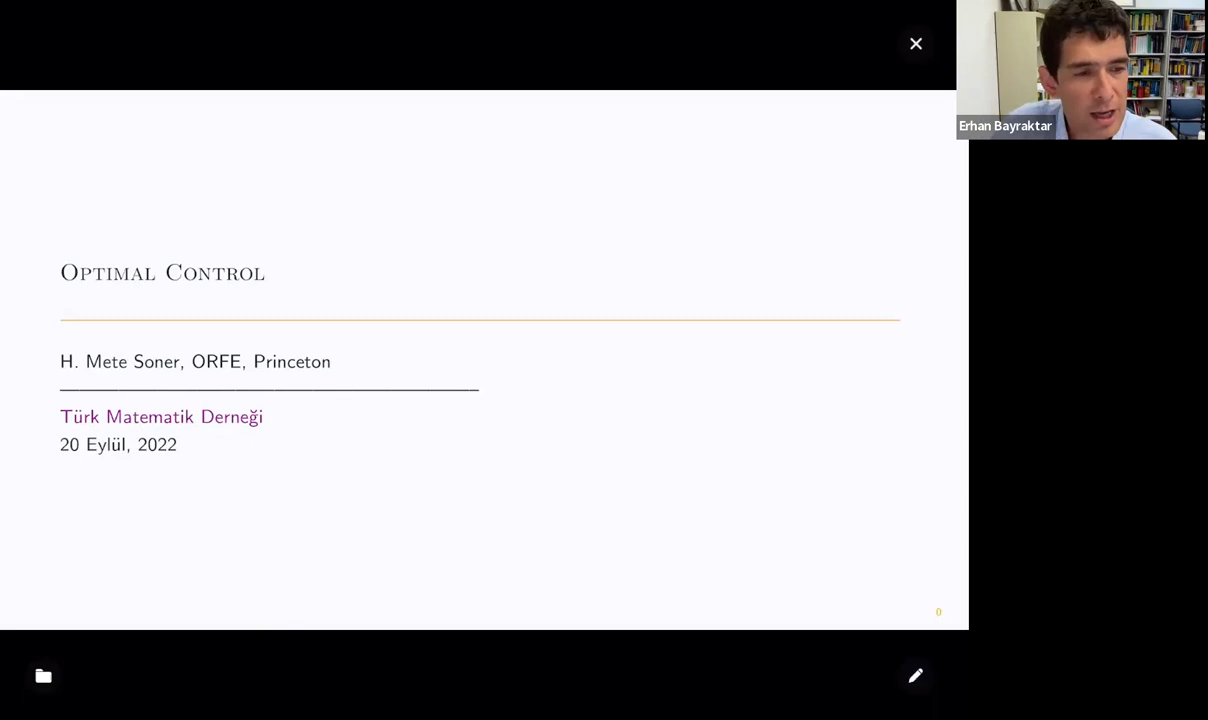 Erhan Bayraktar
Optimal Control
H. Mete Soner, ORFE, Princeton
Türk Matematik Derneği
20 Eylül, 2022
0